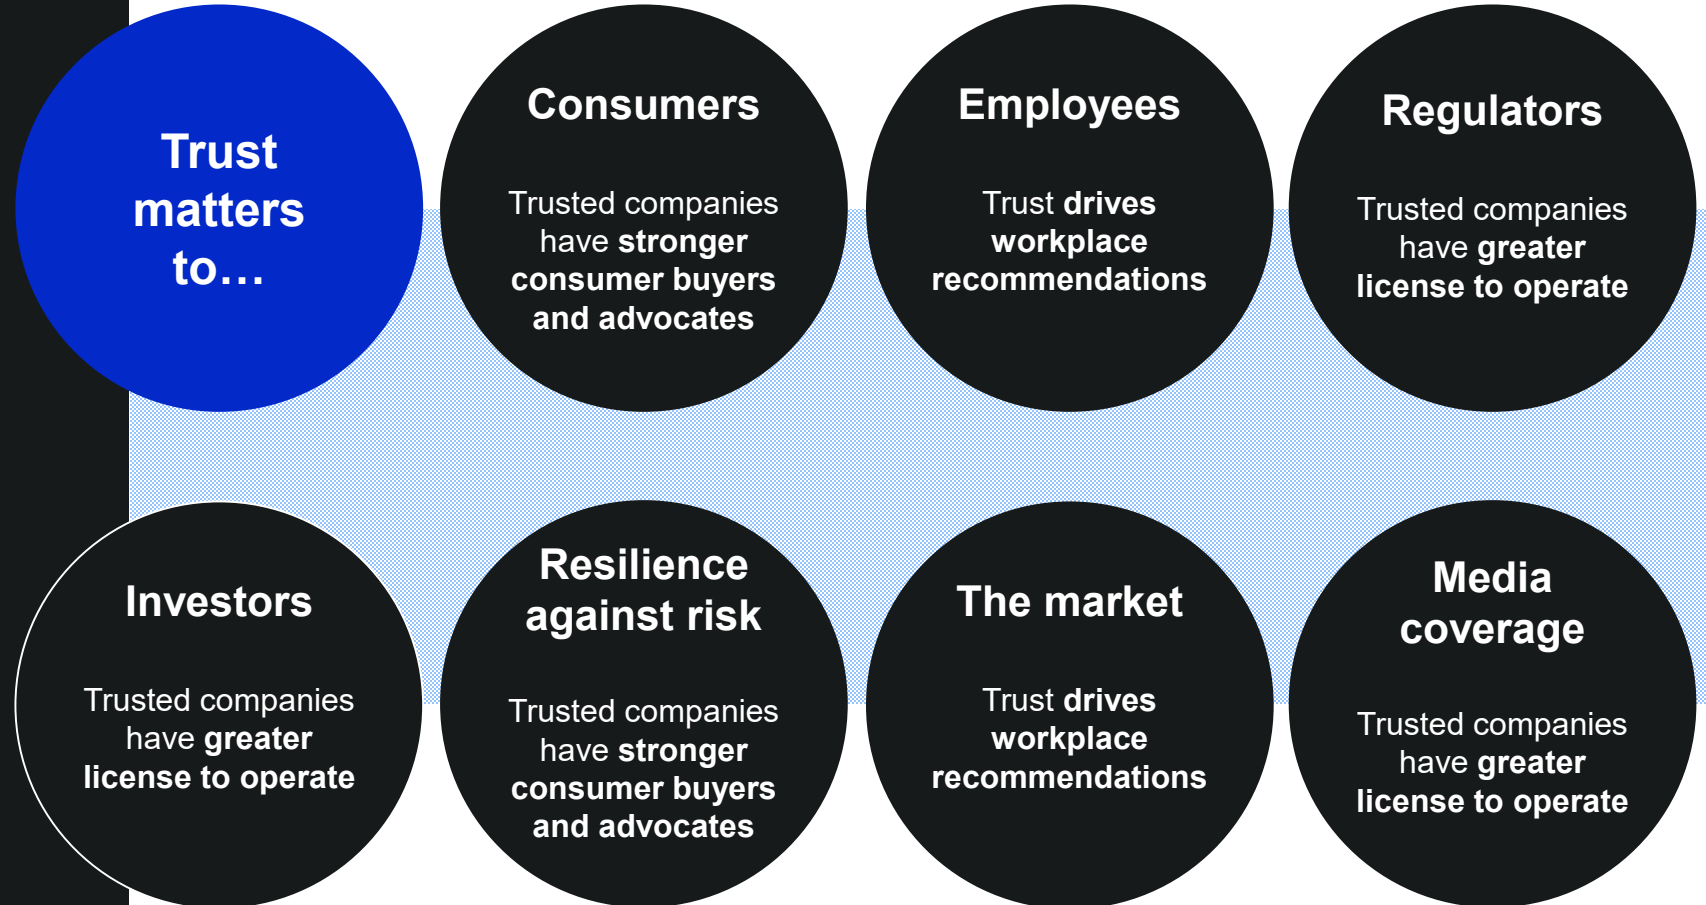 Trust
matters
to…
Consumers
Trusted companies
have stronger
consumer buyers
and advocates
Employees
Trust drives
workplace
recommendations
Regulators
Trusted companies
have greater
license to operate
Investors
Trusted companies
have greater
license to operate
Resilience
against risk
Trusted companies
have stronger
consumer buyers
and advocates
The market
Trust drives
workplace
recommendations
Media
coverage
Trusted companies
have greater
license to operate